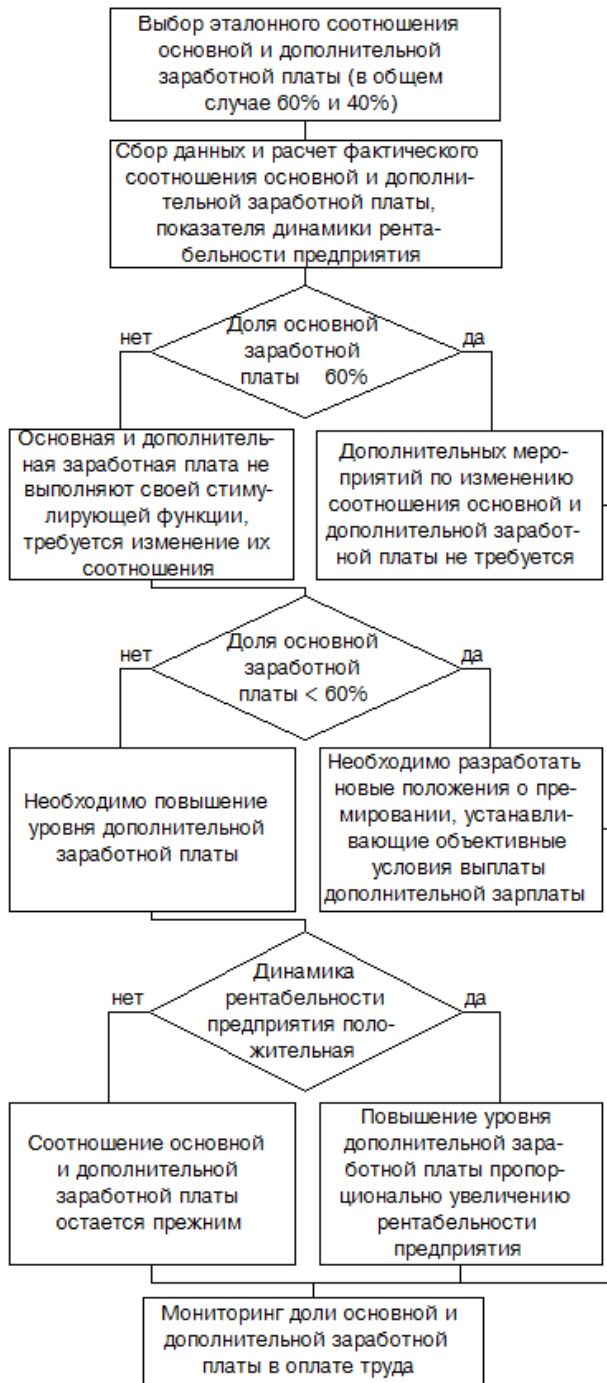 Выбор эталонного соотношения
основной и дополнительной
заработной платы (в общем
случае 60% и 40%)
Сбор данных и расчет фактического
соотношения основной и дополни-
тельной заработной платы,
показателя динамики рента-
бельности предприятия
нет
Доля основной
заработной
платы 60%
да
Основная и дополнитель-
ная заработная плата не
выполняют своей стиму-
лирующей функции,
требуется изменение их
соотношения
Дополнительных меро-
приятий по изменению
соотношения основной и
дополнительной заработ-
ной платы не требуется
нет
Доля основной
заработной
платы < 60%
да
Необходимо повышение
уровня дополнительной
заработной платы
Необходимо разработать
новые положения о пре-
мировании, устанавли-
вающие объективные
условия выплаты
дополнительной зарплаты
нет
Динамика
рентабельности
предприятия поло-
жительная
да
Соотношение основной
и дополнительной
заработной платы
остается прежним
Повышение уровня
дополнительной зара-
ботной платы пропор-
ционально увеличению
рентабельности
предприятия
Мониторинг доли основной и
дополнительной заработной
платы в оплате труда